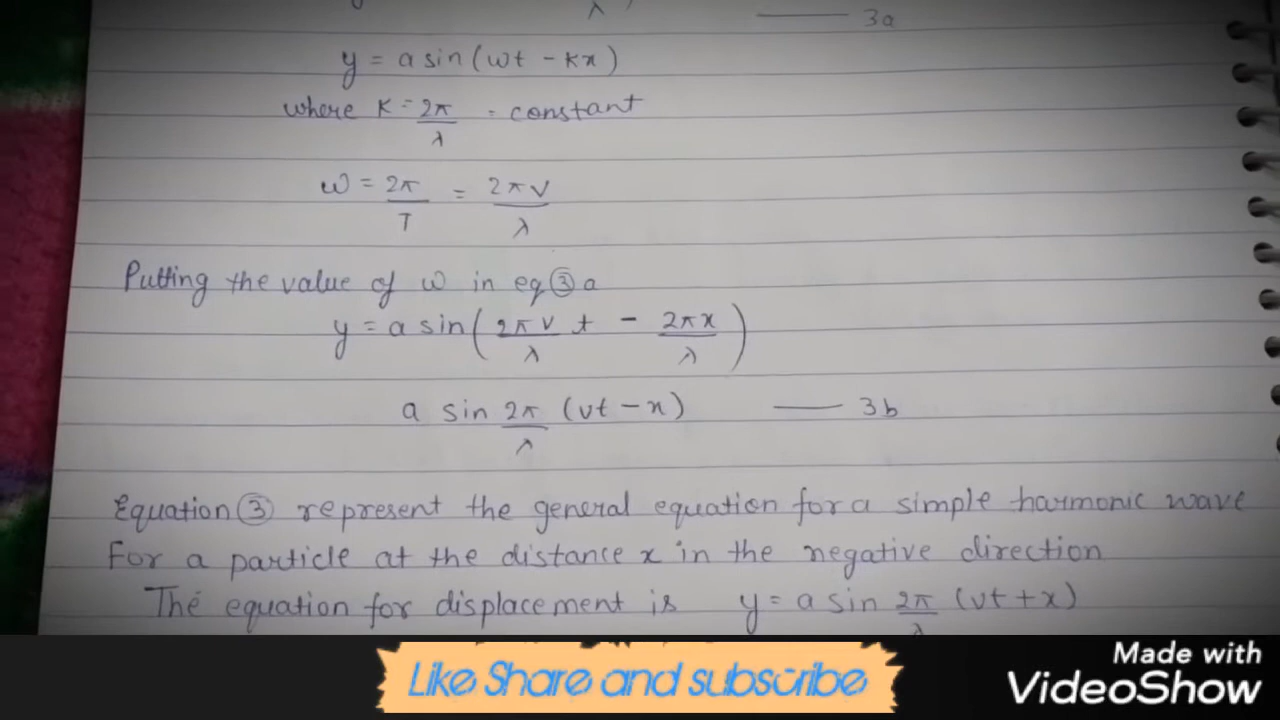 λ
3a
y = a sin (wt - kx)
where K = 2π/λ = constant
w = 2π/T = 2πv/λ
Putting the value of w in eq ③ a
y = a sin (2πv/λ t - 2πx/λ)
a sin 2π/λ (vt - x) —— 3b
Equation ③ represent the general equation for a simple harmonic wave
For a particle at the distance x in the negative direction
The equation for displacement is y = a sin 2π/λ (vt + x)
Like Share and subscribe
Made with
VideoShow